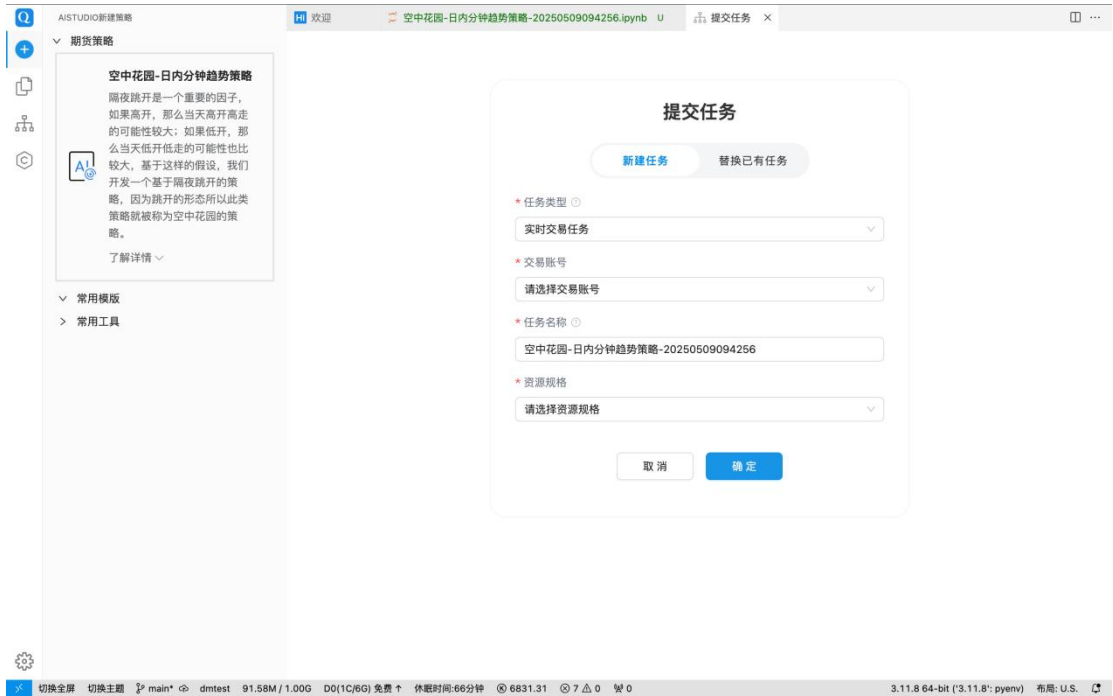 AISTUDIO新建策略
期货策略
空中花园-日内分钟趋势策略
隔夜跳开是一个重要的因子，
如果高开，那么当天高开高走
的可能性较大；如果低开，那
么当天低开低走的可能性也比
较大，基于这样的假设，我们
开发一个基于隔夜跳开的策
略，因为跳开的形态所以此类
策略就被称为空中花园的策
略。
了解详情
常用模版
常用工具
HI 欢迎
空中花园-日内分钟趋势策略-20250509094256.ipynb U
提交任务
提交任务
新建任务 替换已有任务
* 任务类型
实时交易任务
* 交易账号
请选择交易账号
* 任务名称
空中花园-日内分钟趋势策略-20250509094256
* 资源规格
请选择资源规格
取消 确定
切换全屏 切换主题 main* dmtest 91.58M / 1.00G D0(1C/6G) 免费↑ 休眠时间:66分钟 6831.31 7 0 0 3.11.8 64-bit ('3.11.8': pyenv) 布局: U.S.